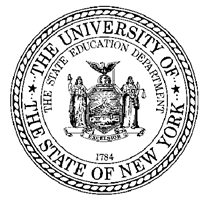 THE UNIVERSITY OF
THE STATE OF NEW YORK
THE STATE EDUCATION DEPARTMENT
EXCELSIOR
1784